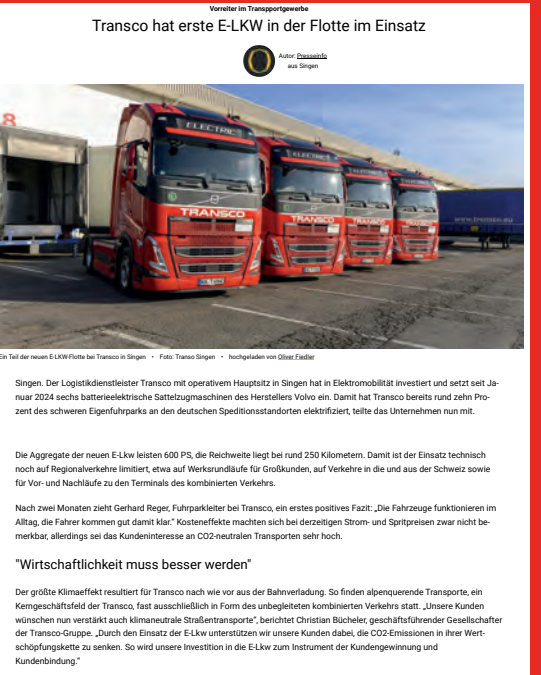 Vorreiter im Transpportgewerbe
Transco hat erste E-LKW in der Flotte im Einsatz
Autor: Presseinfo
aus Singen
8
ELECTRIC
TRANSCO
TRANSCO
TRANSCO
TRANSCO
www.transco.eu
Ein Teil der neuen E-LKW-Flotte bei Transco in Singen • Foto: Transo Singen • hochgeladen von Oliver Fiedler
Singen. Der Logistikdienstleister Transco mit operativem Hauptsitz in Singen hat in Elektromobilität investiert und setzt seit Ja-
nuar 2024 sechs batterieelektrische Sattelzugmaschinen des Herstellers Volvo ein. Damit hat Transco bereits rund zehn Pro-
zent des schweren Eigenfuhrparks an den deutschen Speditionsstandorten elektrifiziert, teilte das Unternehmen nun mit.
Die Aggregate der neuen E-Lkw leisten 600 PS, die Reichweite liegt bei rund 250 Kilometern. Damit ist der Einsatz technisch
noch auf Regionalverkehre limitiert, etwa auf Werksrundläufe für Großkunden, auf Verkehre in die und aus der Schweiz sowie
für Vor- und Nachläufe zu den Terminals des kombinierten Verkehrs.
Nach zwei Monaten zieht Gerhard Reger, Fuhrparkleiter bei Transco, ein erstes positives Fazit: „Die Fahrzeuge funktionieren im
Alltag, die Fahrer kommen gut damit klar.“ Kosteneffekte machten sich bei derzeitigen Strom- und Spritpreisen zwar nicht be-
merkbar, allerdings sei das Kundeninteresse an CO2-neutralen Transporten sehr hoch.
"Wirtschaftlichkeit muss besser werden"
Der größte Klimaeffekt resultiert für Transco nach wie vor aus der Bahnverladung. So finden alpenquerende Transporte, ein
Kerngeschäftsfeld der Transco, fast ausschließlich in Form des unbegleiteten kombinierten Verkehrs statt. „Unsere Kunden
wünschen nun verstärkt auch klimaneutrale Straßentransporte“, berichtet Christian Bücheler, geschäftsführender Gesellschafter
der Transco-Gruppe. „Durch den Einsatz der E-Lkw unterstützen wir unsere Kunden dabei, die CO2-Emissionen in ihrer Wert-
schöpfungskette zu senken. So wird unsere Investition in die E-Lkw zum Instrument der Kundengewinnung und
Kundenbindung.“